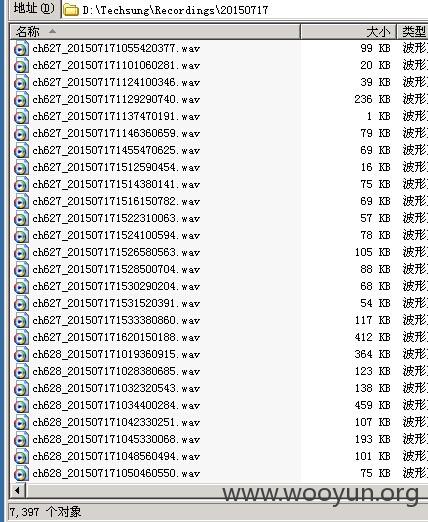 地址(D) D:\Techsung\Recordings\20150717
名称 大小 类型
ch627_201507171055420377.wav 99 KB 波形
ch627_201507171101060281.wav 20 KB 波形
ch627_201507171124100346.wav 39 KB 波形
ch627_201507171129290740.wav 236 KB 波形
ch627_201507171137470191.wav 1 KB 波形
ch627_201507171146360659.wav 79 KB 波形
ch627_201507171455470625.wav 69 KB 波形
ch627_201507171512590454.wav 16 KB 波形
ch627_201507171514380141.wav 75 KB 波形
ch627_201507171516150782.wav 69 KB 波形
ch627_201507171522310063.wav 57 KB 波形
ch627_201507171524100594.wav 78 KB 波形
ch627_201507171526580563.wav 105 KB 波形
ch627_201507171528500704.wav 88 KB 波形
ch627_201507171530290204.wav 68 KB 波形
ch627_201507171531520391.wav 54 KB 波形
ch627_201507171533380860.wav 117 KB 波形
ch627_201507171620150188.wav 412 KB 波形
ch628_201507171019360915.wav 364 KB 波形
ch628_201507171028380685.wav 123 KB 波形
ch628_201507171032320543.wav 138 KB 波形
ch628_201507171034400284.wav 459 KB 波形
ch628_201507171042330251.wav 107 KB 波形
ch628_201507171045330068.wav 193 KB 波形
ch628_201507171048560494.wav 101 KB 波形
ch628_201507171050460550.wav 75 KB 波形
www.wooyun.org
7,397 个对象